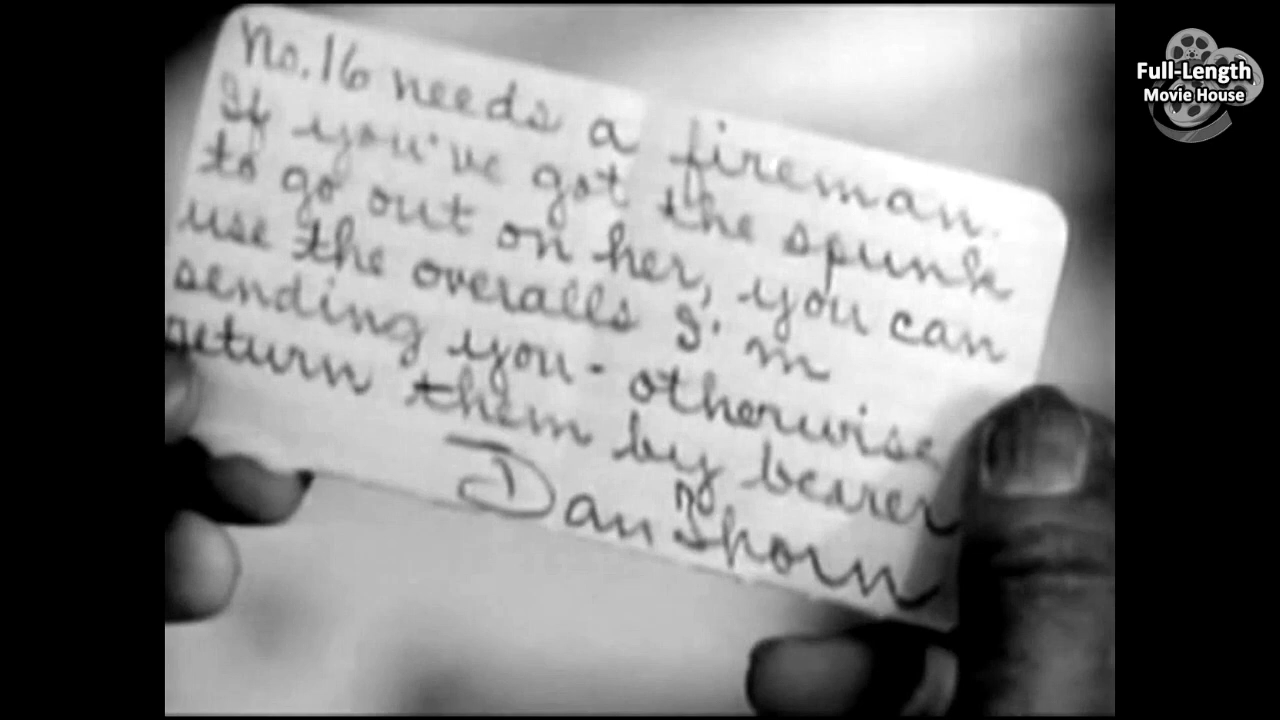 No. 16 needs a fireman.
If you've got the spunk
to go out on her, you can
use the overalls I'm
sending you - otherwise
return them by bearer
Dan Thorn
Full-Length
Movie House